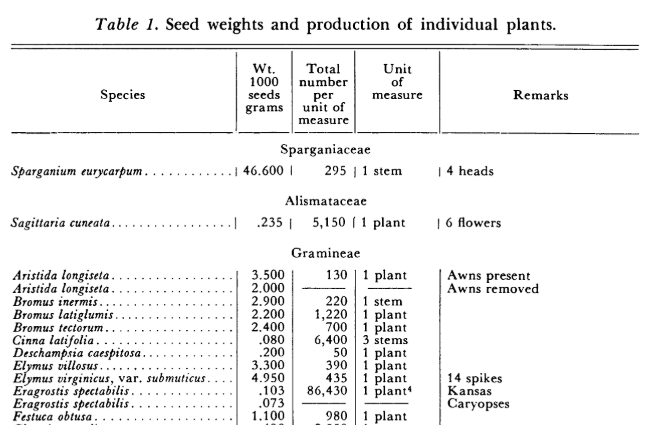 Table 1. Seed weights and production of individual plants.
Species | Wt. 1000 seeds grams | Total number per unit of measure | Unit of measure | Remarks
Sparganiaceae
Sparganium eurycarpum............| 46.600 | 295 | 1 stem | 4 heads
Alismataceae
Sagittaria cuneata.................| .235 | 5,150 | 1 plant | 6 flowers
Gramineae
Aristida longiseta.................. 3.500 | 130 | 1 plant | Awns present
Aristida longiseta.................. 2.000 | —— | —— | Awns removed
Bromus inermis.................... 2.900 | 220 | 1 stem
Bromus latiglumis.................. 2.200 | 1,220 | 1 plant
Bromus tectorum................... 2.400 | 700 | 1 plant
Cinna latifolia..................... .080 | 6,400 | 3 stems
Deschampsia caespitosa............. .200 | 50 | 1 plant
Elymus villosus.................... 3.300 | 390 | 1 plant
Elymus virginicus, var. submuticus.... 4.950 | 435 | 1 plant | 14 spikes
Eragrostis spectabilis............... .103 | 86,430 | 1 plant⁴ | Kansas
Eragrostis spectabilis............... .073 | —— | —— | Caryopses
Festuca obtusa..................... 1.100 | 980 | 1 plant